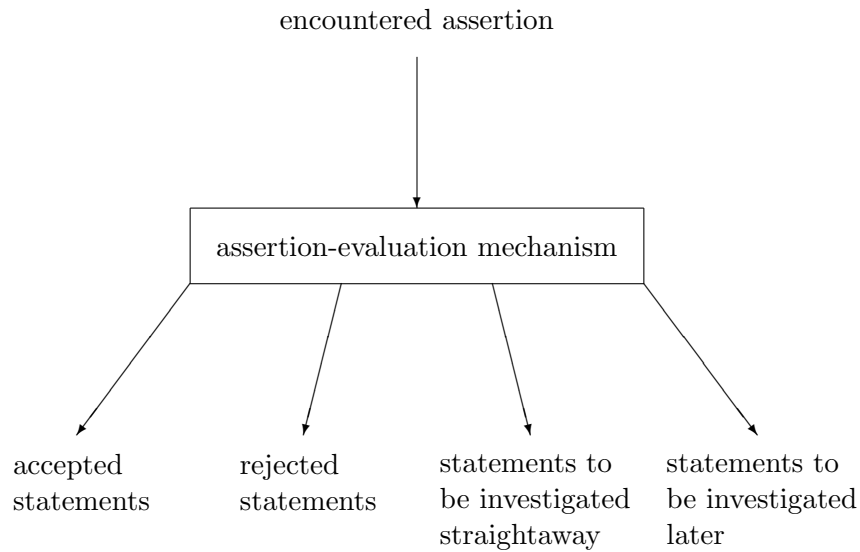 encountered assertion
assertion-evaluation mechanism
accepted
statements
rejected
statements
statements to
be investigated
straightaway
statements to
be investigated
later